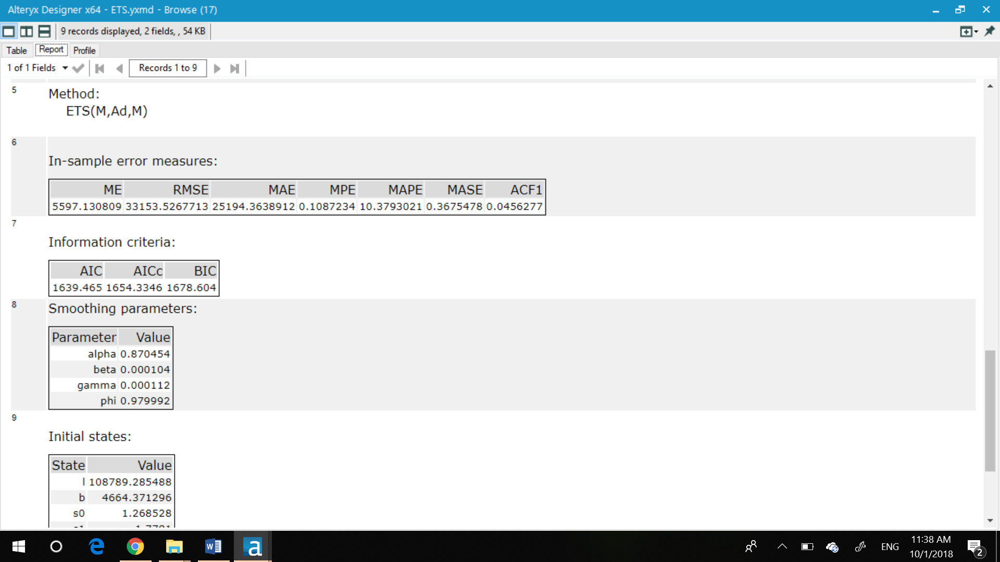 Alteryx Designer x64 - ETS.yxmd - Browse (17)
9 records displayed, 2 fields, , 54 KB
Table Report Profile
1 of 1 Fields Records 1 to 9
5 Method:
ETS(M,Ad,M)
6
In-sample error measures:
ME RMSE MAE MPE MAPE MASE ACF1
5597.130809 33153.5267713 25194.3638912 0.1087234 10.3793021 0.3675478 0.0456277
7
Information criteria:
AIC AICc BIC
1639.465 1654.3346 1678.604
8 Smoothing parameters:
Parameter Value
alpha 0.870454
beta 0.000104
gamma 0.000112
phi 0.979992
9
Initial states:
State Value
l 108789.285488
b 4664.371296
s0 1.268528
ENG
11:38 AM
10/1/2018
2